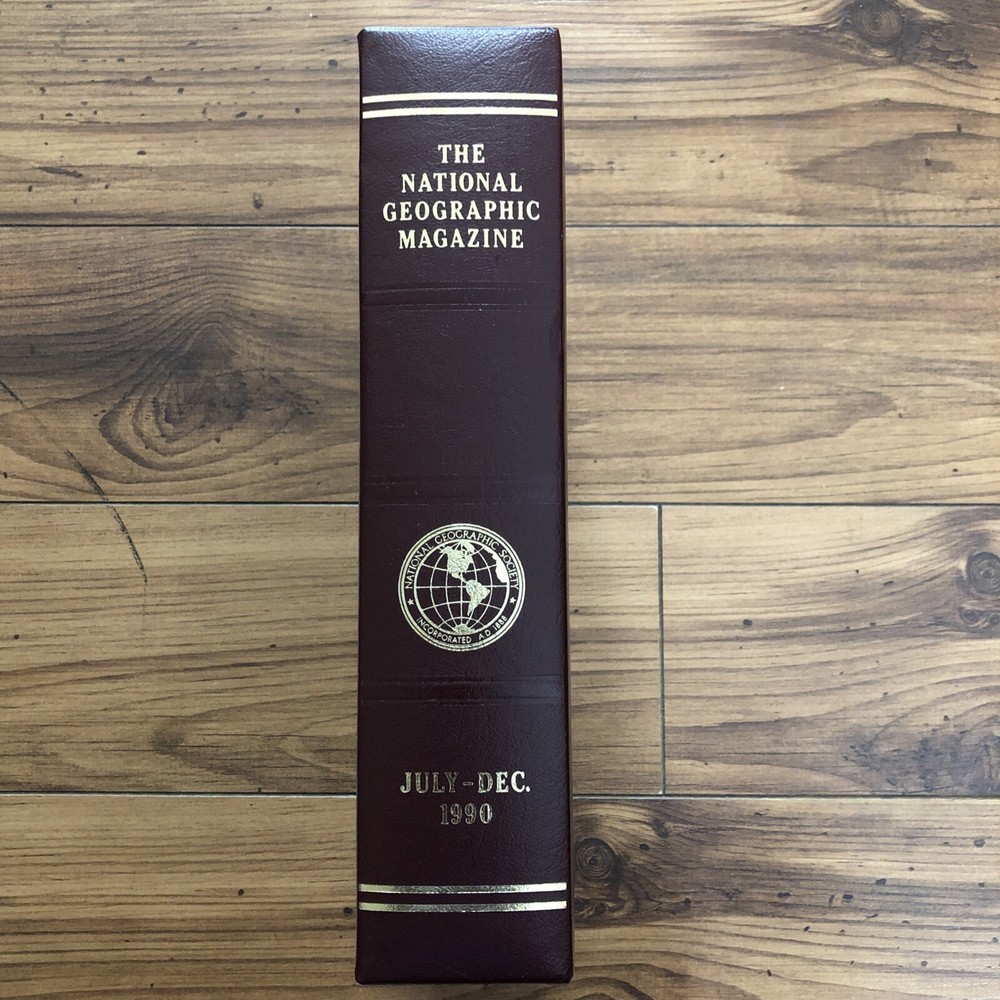 THE
NATIONAL
GEOGRAPHIC
MAGAZINE
NATIONAL GEOGRAPHIC SOCIETY
INCORPORATED A.D. 1888
JULY-DEC.
1990